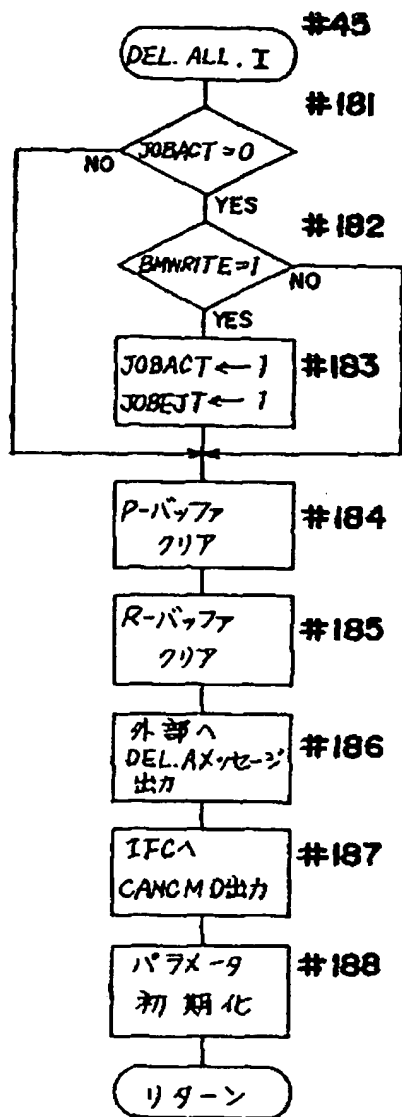 #45
DEL. ALL. I
#181
JOBACT=0
NO
YES
#182
BMWRITE=1
NO
YES
#183
JOBACT ← 1
JOBEJT ← 1
#184
P-バッファ
クリア
#185
R-バッファ
クリア
#186
外部へ
DEL.Aメッセージ
出力
#187
IFCへ
CANCMD出力
#188
パラメータ
初期化
リターン